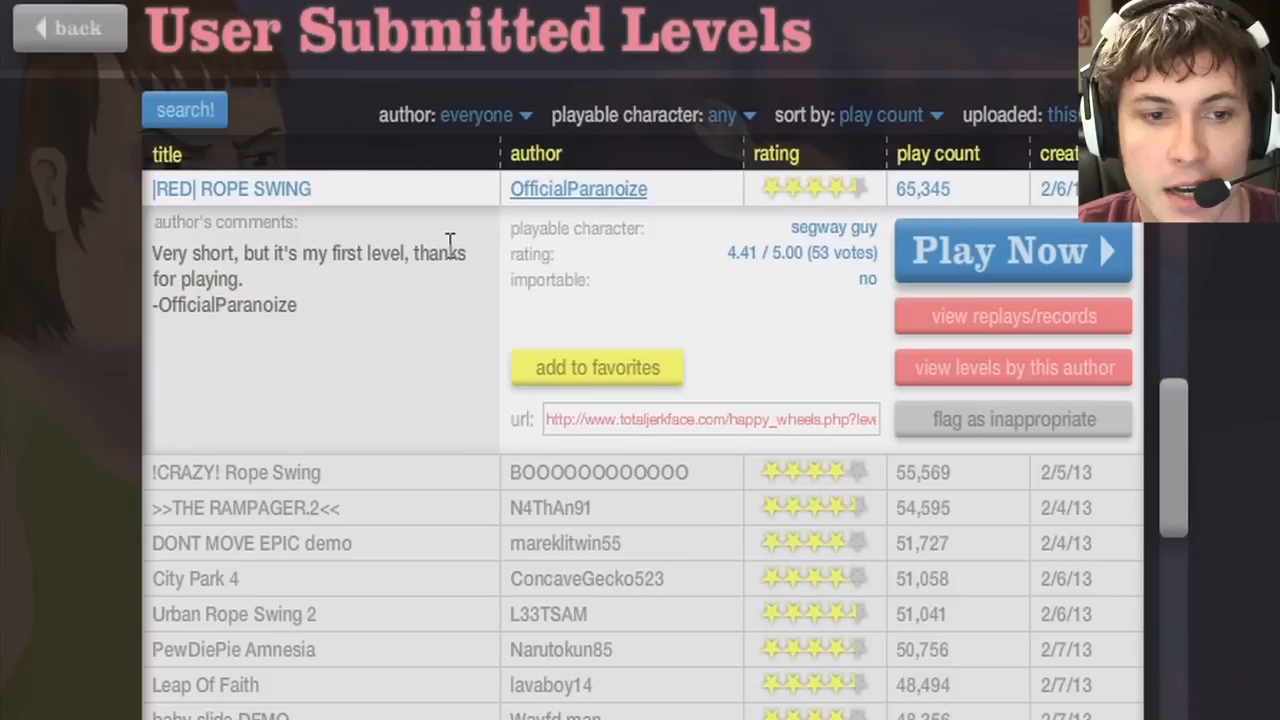 back
User Submitted Levels
search!
author: everyone playable character: any sort by: play count uploaded: this
title author rating play count creat
|RED| ROPE SWING OfficialParanoize 65,345 2/6/1
author's comments:
Very short, but it's my first level, thanks
for playing.
-OfficialParanoize
playable character: segway guy
rating: 4.41 / 5.00 (53 votes)
importable: no
add to favorites
url: http://www.totaljerkface.com/happy_wheels.php?leve
Play Now
view replays/records
view levels by this author
flag as inappropriate
!CRAZY! Rope Swing BOOOOOOOOOOOO 55,569 2/5/13
>>THE RAMPAGER.2<< N4ThAn91 54,595 2/4/13
DONT MOVE EPIC demo mareklitwin55 51,727 2/4/13
City Park 4 ConcaveGecko523 51,058 2/6/13
Urban Rope Swing 2 L33TSAM 51,041 2/6/13
PewDiePie Amnesia Narutokun85 50,756 2/7/13
Leap Of Faith lavaboy14 48,494 2/7/13
baby slide DEMO